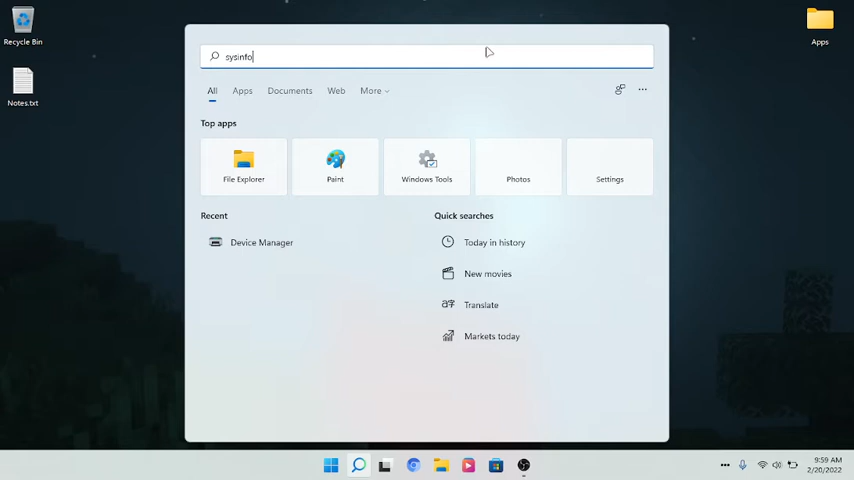 Recycle Bin
Notes.txt
Apps
sysinfo
All Apps Documents Web More
Top apps
File Explorer Paint Windows Tools Photos Settings
Recent
Device Manager
Quick searches
Today in history
New movies
Translate
Markets today
9:59 AM
2/20/2022